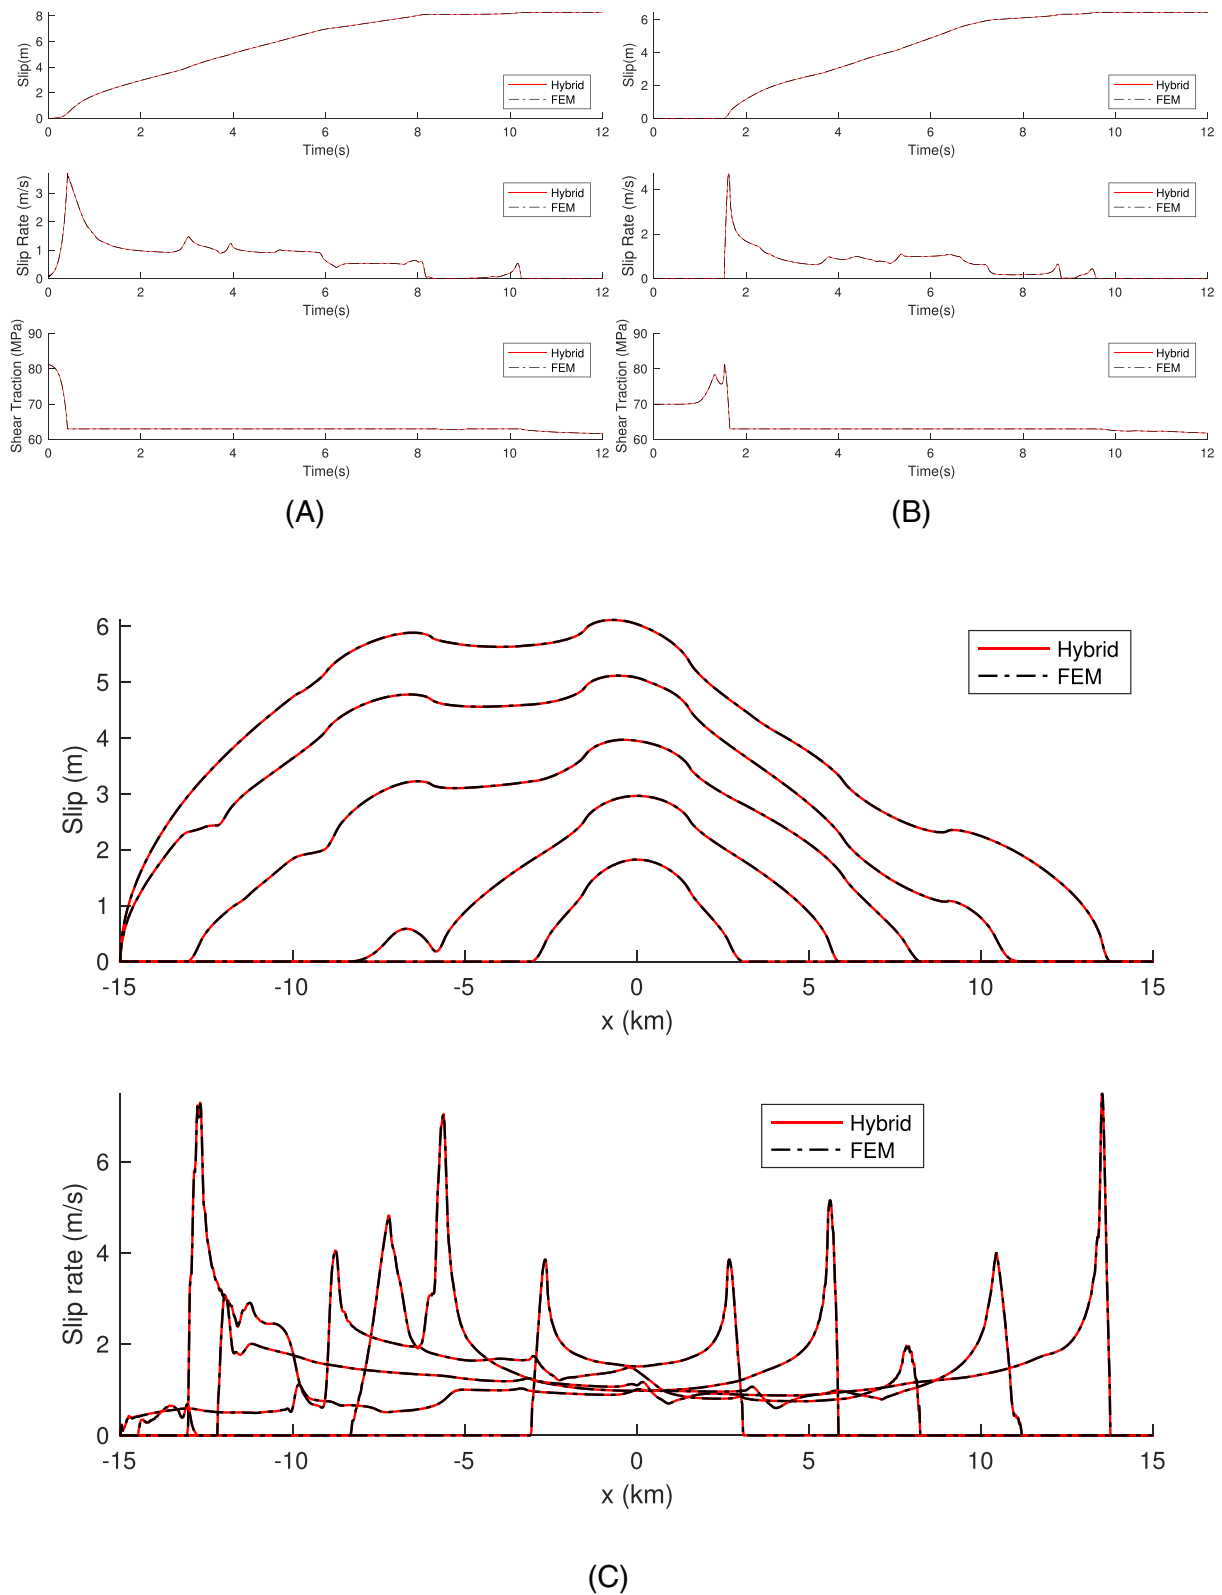 8
6
4
2
0
Slip(m)
Hybrid
FEM
0 2 4 6 8 10 12
Time(s)
6
4
2
0
Slip(m)
Hybrid
FEM
0 2 4 6 8 10 12
Time(s)
3
2
1
0
Slip Rate (m/s)
Hybrid
FEM
0 2 4 6 8 10 12
Time(s)
4
2
0
Slip Rate (m/s)
Hybrid
FEM
0 2 4 6 8 10 12
Time(s)
90
80
70
60
Shear Traction (MPa)
Hybrid
FEM
0 2 4 6 8 10 12
Time(s)
90
80
70
60
Shear Traction (MPa)
Hybrid
FEM
0 2 4 6 8 10 12
Time(s)
(A)
(B)
6
5
4
3
2
1
0
Slip (m)
Hybrid
FEM
-15 -10 -5 0 5 10 15
x (km)
6
4
2
0
Slip rate (m/s)
Hybrid
FEM
-15 -10 -5 0 5 10 15
x (km)
(C)